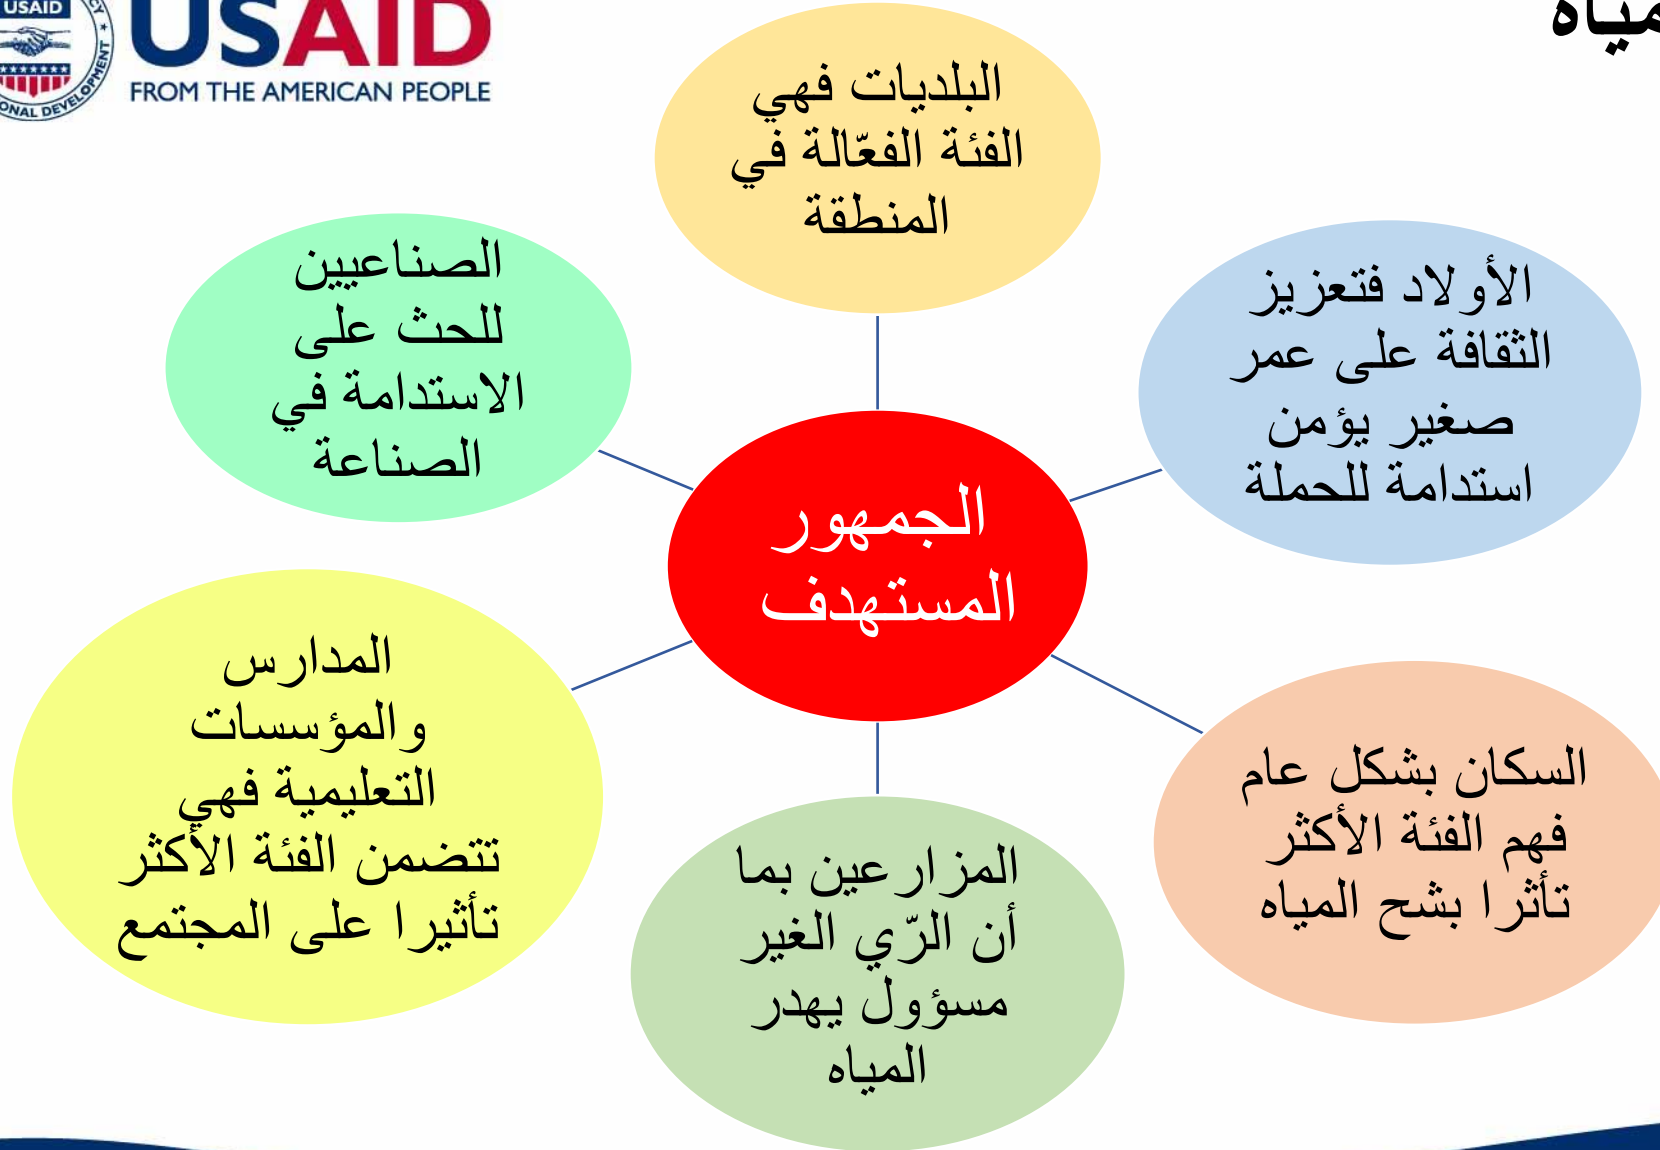 USAID
USAID
FROM THE AMERICAN PEOPLE
البلديات فهي
الفئة الفعّالة في
المنطقة
الأولاد فتعزيز
الثقافة على عمر
صغير يؤمن
استدامة للحملة
السكان بشكل عام
فهم الفئة الأكثر
تأثرا بشح المياه
المزارعين بما
أن الرّي الغير
مسؤول يهدر
المياه
المدارس
والمؤسسات
التعليمية فهي
تتضمن الفئة الأكثر
تأثيرا على المجتمع
الصناعيين
للحث على
الاستدامة في
الصناعة
الجمهور
المستهدف